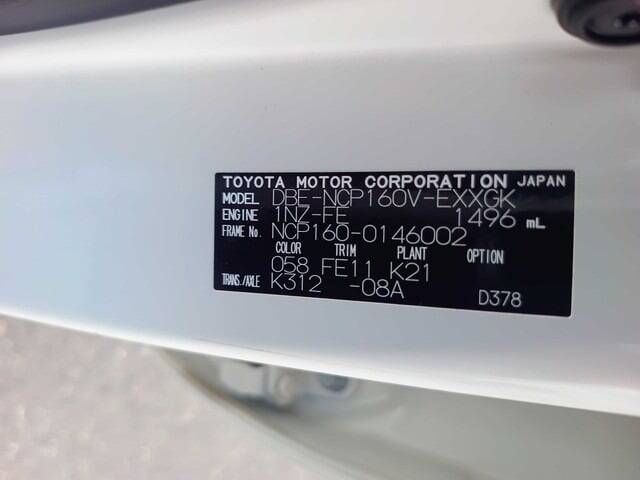 TOYOTA MOTOR CORPORATION JAPAN
MODEL DBE-NCP160V-EXXGK
ENGINE 1NZ-FE 1496 mL
FRAME No. NCP160-0146002
COLOR TRIM PLANT OPTION
058 FE11 K21
TRANS./AXLE K312 -08A
D378